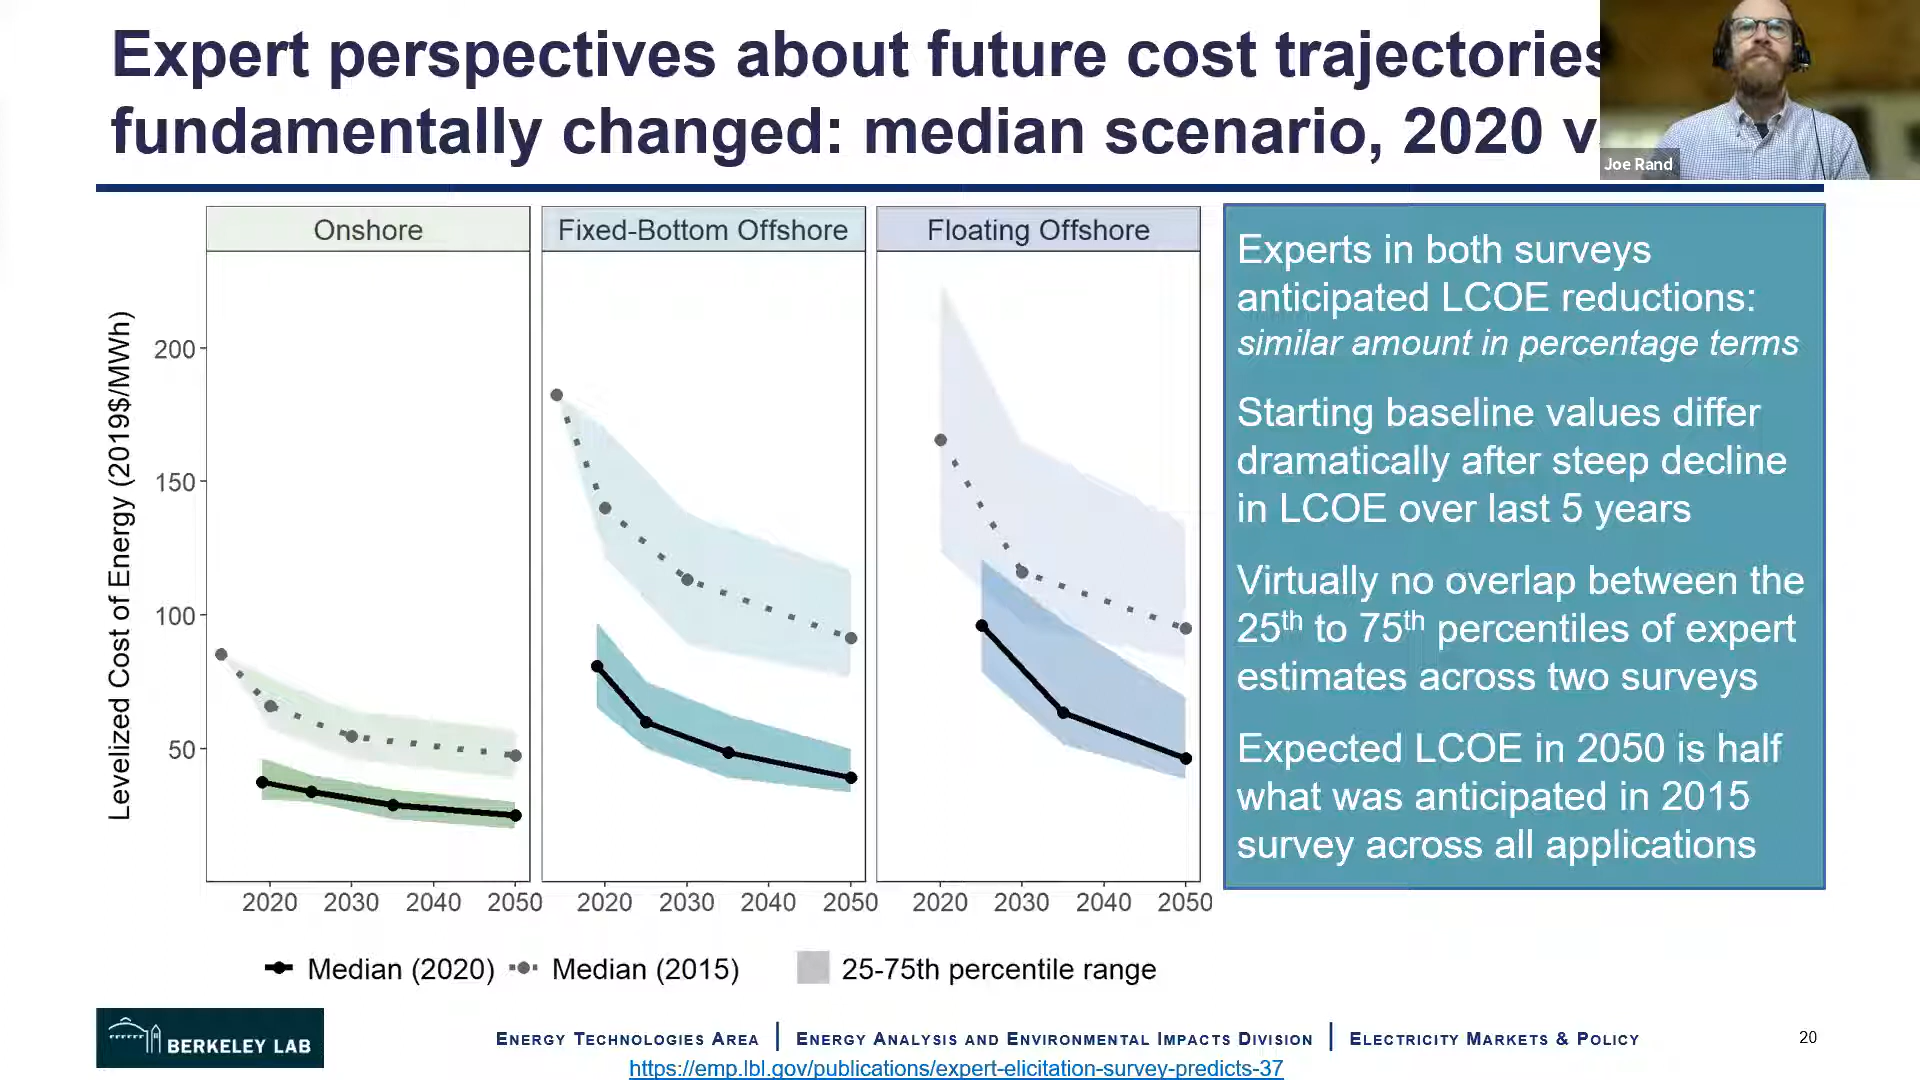 Expert perspectives about future cost trajectories
fundamentally changed: median scenario, 2020 v
Joe Rand
Onshore
Fixed-Bottom Offshore
Floating Offshore
Levelized Cost of Energy (2019$/MWh)
200
150
100
50
2020 2030 2040 2050
2020 2030 2040 2050
2020 2030 2040 2050
Median (2020)
Median (2015)
25-75th percentile range
Experts in both surveys
anticipated LCOE reductions:
similar amount in percentage terms
Starting baseline values differ
dramatically after steep decline
in LCOE over last 5 years
Virtually no overlap between the
25th to 75th percentiles of expert
estimates across two surveys
Expected LCOE in 2050 is half
what was anticipated in 2015
survey across all applications
BERKELEY LAB
ENERGY TECHNOLOGIES AREA | ENERGY ANALYSIS AND ENVIRONMENTAL IMPACTS DIVISION | ELECTRICITY MARKETS & POLICY
20
https://emp.lbl.gov/publications/expert-elicitation-survey-predicts-37